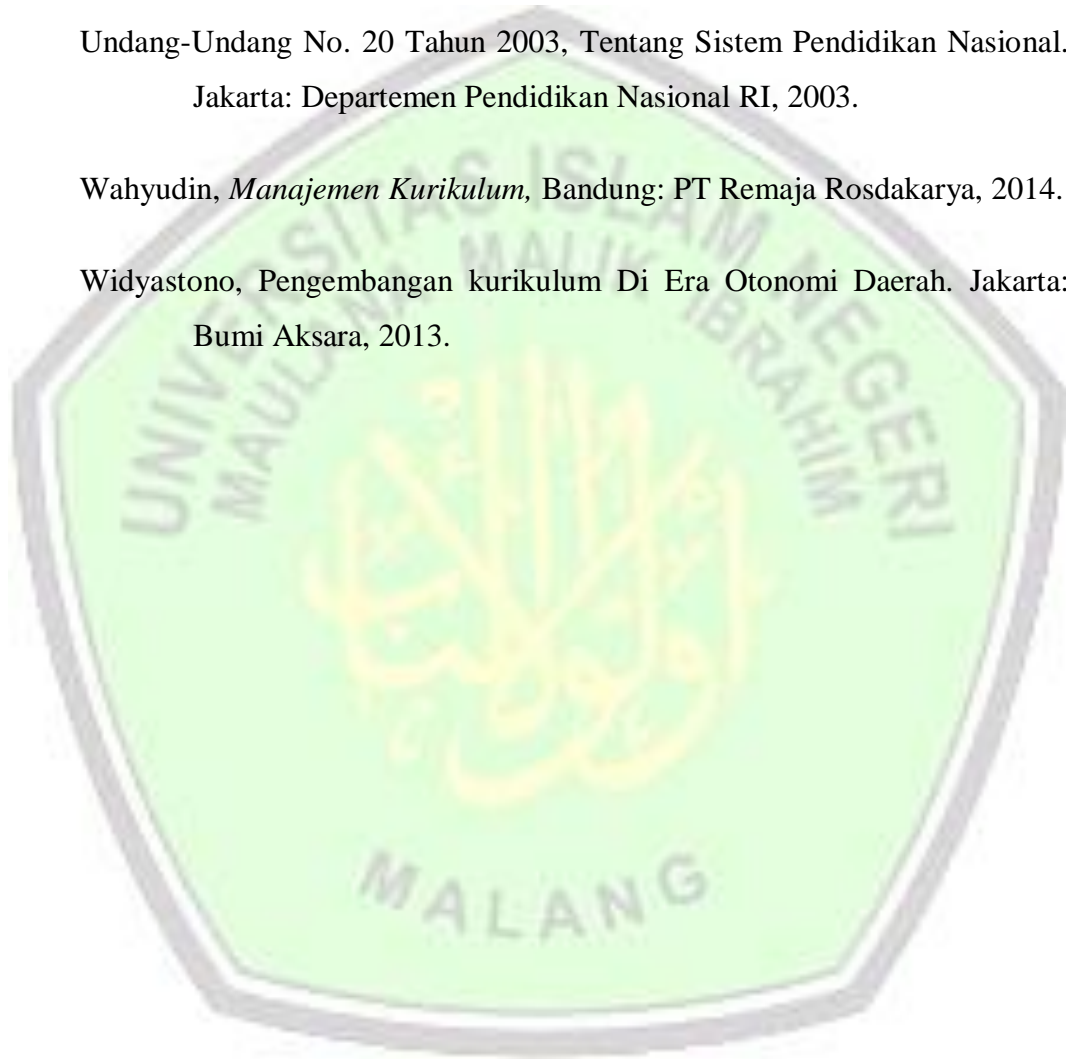 Undang-Undang No. 20 Tahun 2003, Tentang Sistem Pendidikan Nasional.
Jakarta: Departemen Pendidikan Nasional RI, 2003.
Wahyudin, Manajemen Kurikulum, Bandung: PT Remaja Rosdakarya, 2014.
Widyastono, Pengembangan kurikulum Di Era Otonomi Daerah. Jakarta:
Bumi Aksara, 2013.
UNIVERSITAS ISLAM NEGERI
MAULANA MALIK IBRAHIM
MALANG